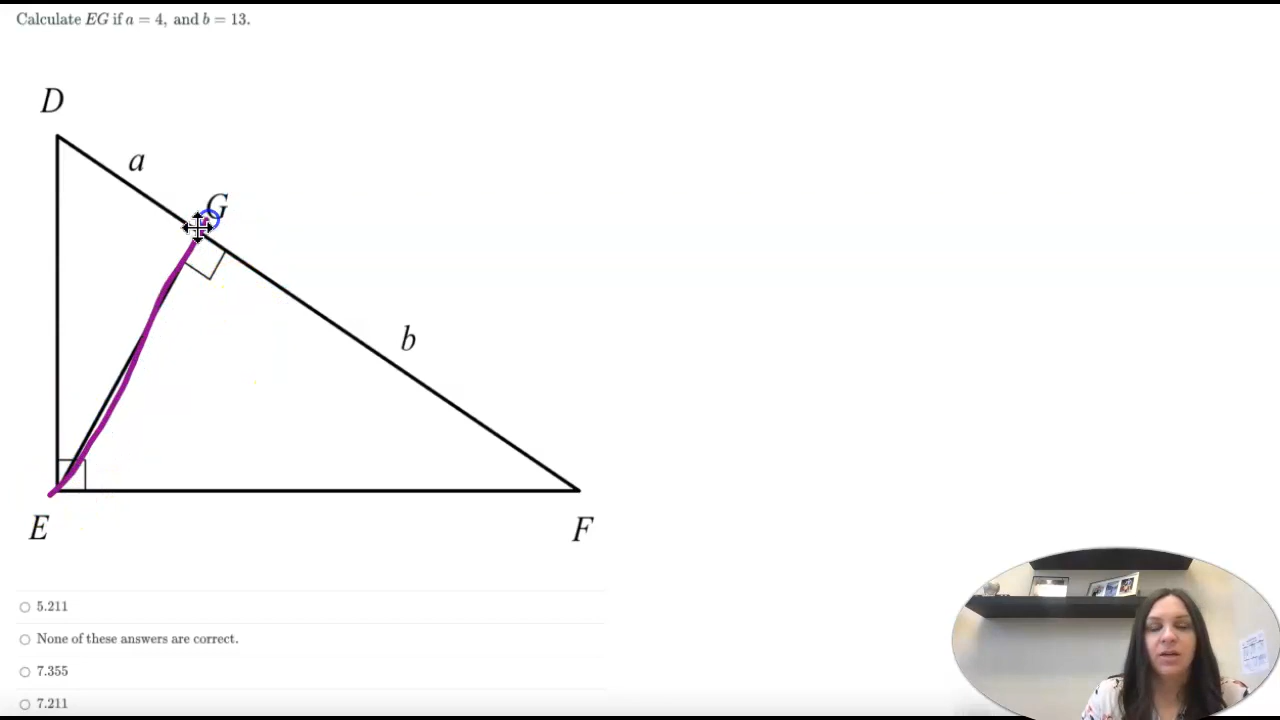 Calculate EG if a = 4, and b = 13.
D
a
G
b
E
F
5.211
None of these answers are correct.
7.355
7.211